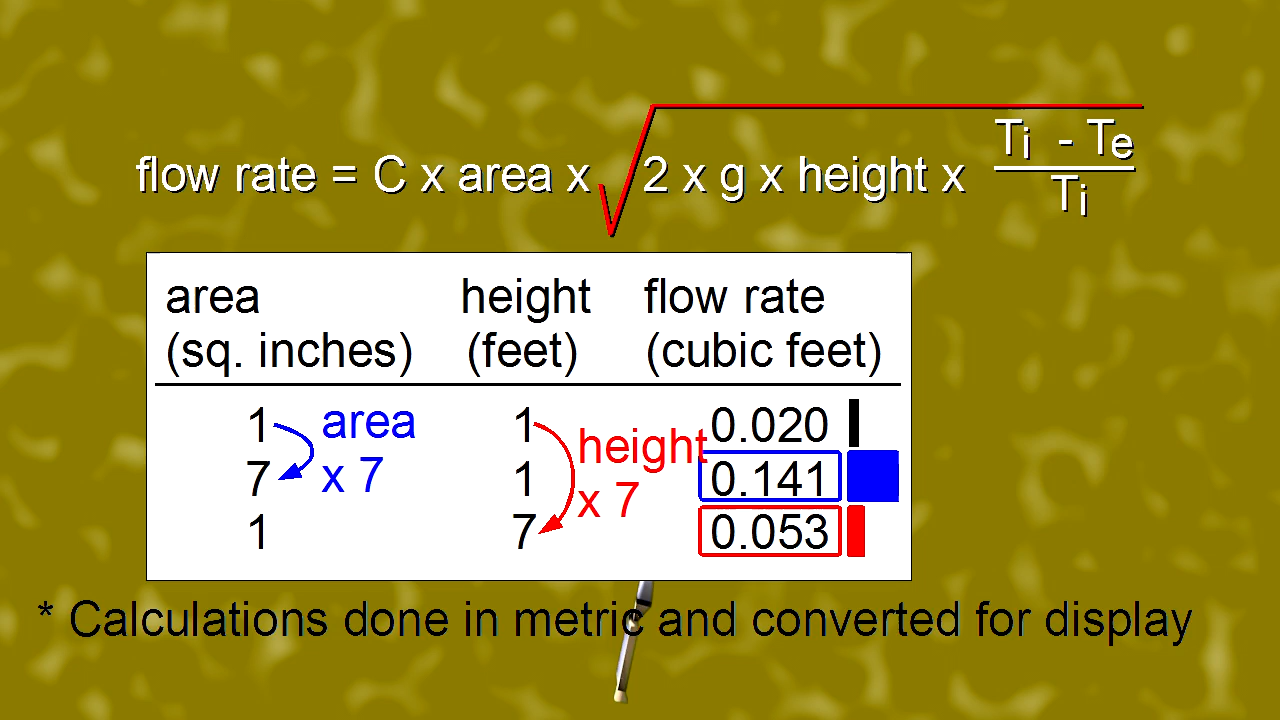 flow rate = C x area x √ 2 x g x height x Ti - Te
Ti
area height flow rate
(sq. inches) (feet) (cubic feet)
1 area 1 height 0.020
7 x 7 1 x 7 0.141
1 7 0.053
* Calculations done in metric and converted for display